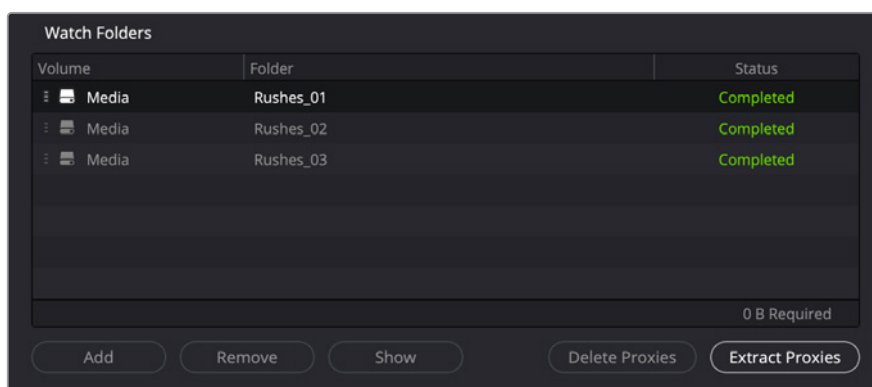 Watch Folders
Volume Folder Status
Media Rushes_01 Completed
Media Rushes_02 Completed
Media Rushes_03 Completed
0 B Required
Add Remove Show Delete Proxies Extract Proxies